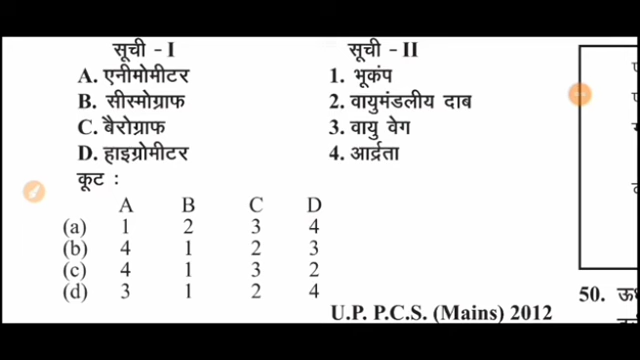 सूची - I सूची - II
A. एनीमोमीटर 1. भूकंप
B. सीस्मोग्राफ 2. वायुमंडलीय दाब
C. बैरोग्राफ 3. वायु वेग
D. हाइग्रोमीटर 4. आर्द्रता
कूट :
A B C D
(a) 1 2 3 4
(b) 4 1 2 3
(c) 4 1 3 2
(d) 3 1 2 4
U.P. P.C.S. (Mains) 2012
50.